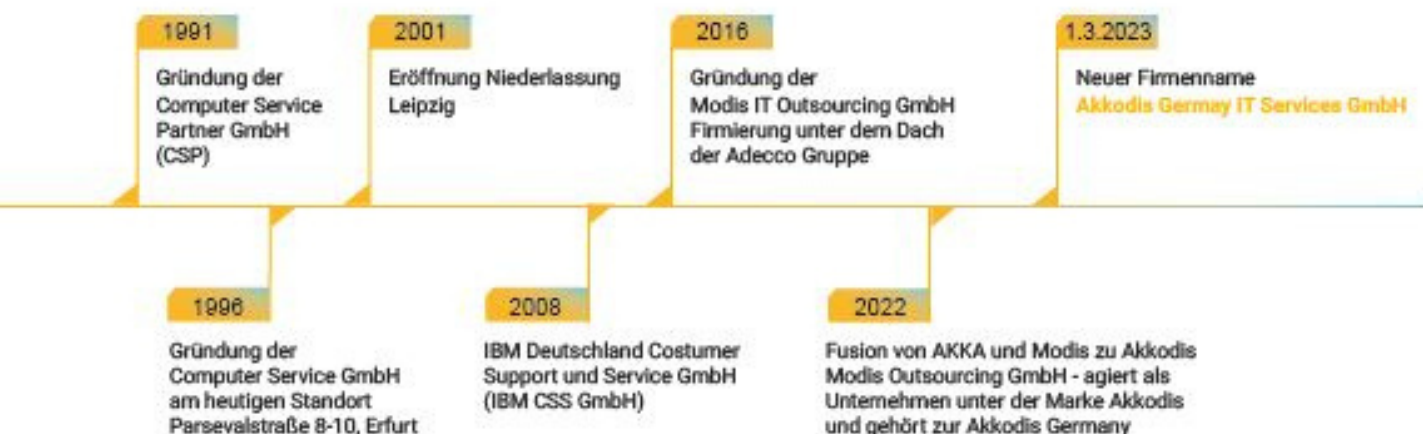 1991
Gründung der
Computer Service
Partner GmbH
(CSP)
2001
Eröffnung Niederlassung
Leipzig
2016
Gründung der
Modis IT Outsourcing GmbH
Firmierung unter dem Dach
der Adecco Gruppe
1.3.2023
Neuer Firmenname
Akkodis Germay IT Services GmbH
1996
Gründung der
Computer Service GmbH
am heutigen Standort
Parsevalstraße 8-10, Erfurt
2008
IBM Deutschland Costumer
Support und Service GmbH
(IBM CSS GmbH)
2022
Fusion von AKKA und Modis zu Akkodis
Modis Outsourcing GmbH - agiert als
Unternehmen unter der Marke Akkodis
und gehört zur Akkodis Germany